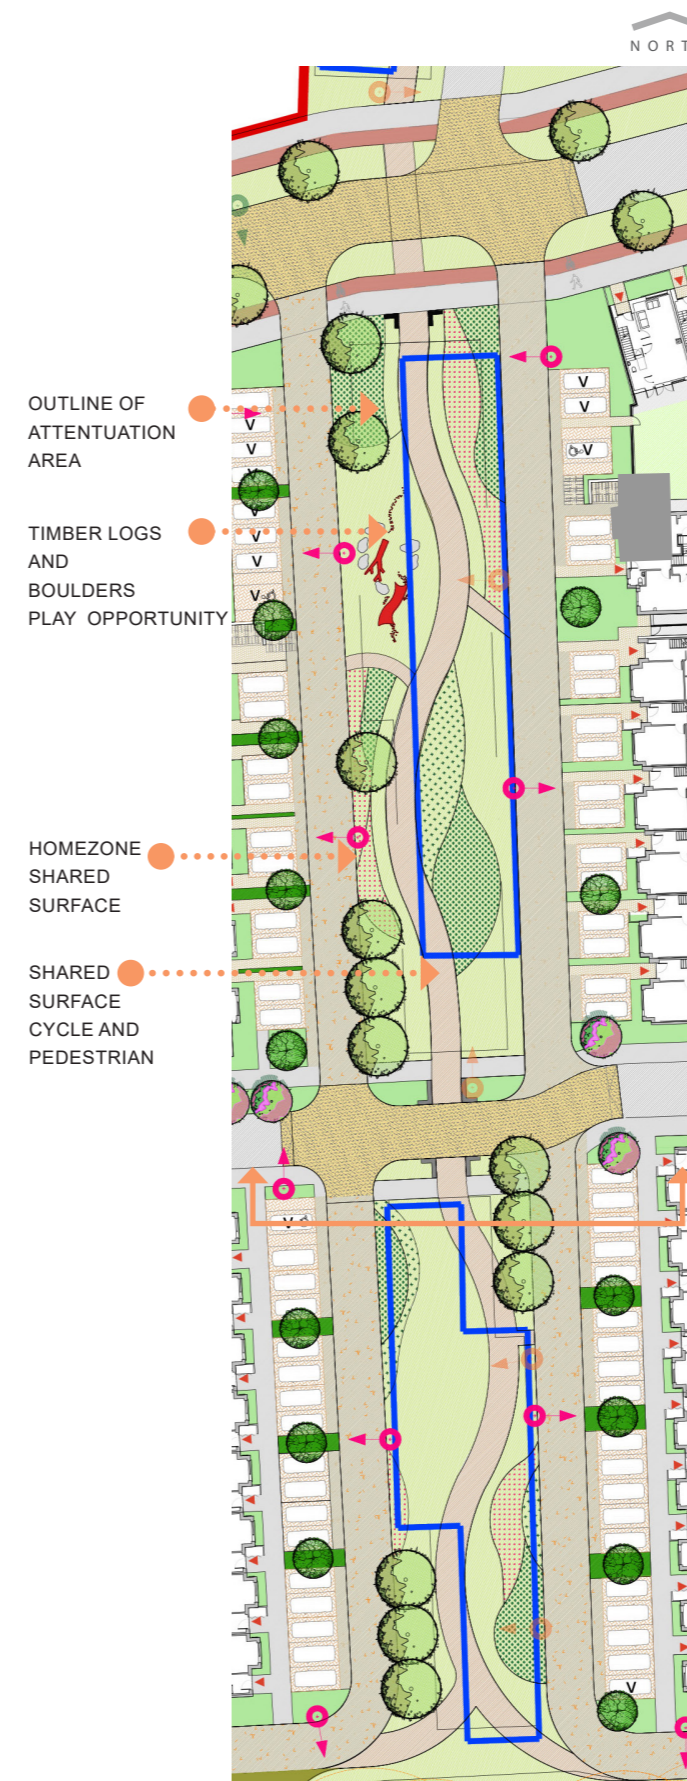 NORT
OUTLINE OF
ATTENTUATION
AREA
TIMBER LOGS
AND
BOULDERS
PLAY OPPORTUNITY
HOMEZONE
SHARED
SURFACE
SHARED
SURFACE
CYCLE AND
PEDESTRIAN
V
V
V
V
V
V
V
V
V
V
V
V